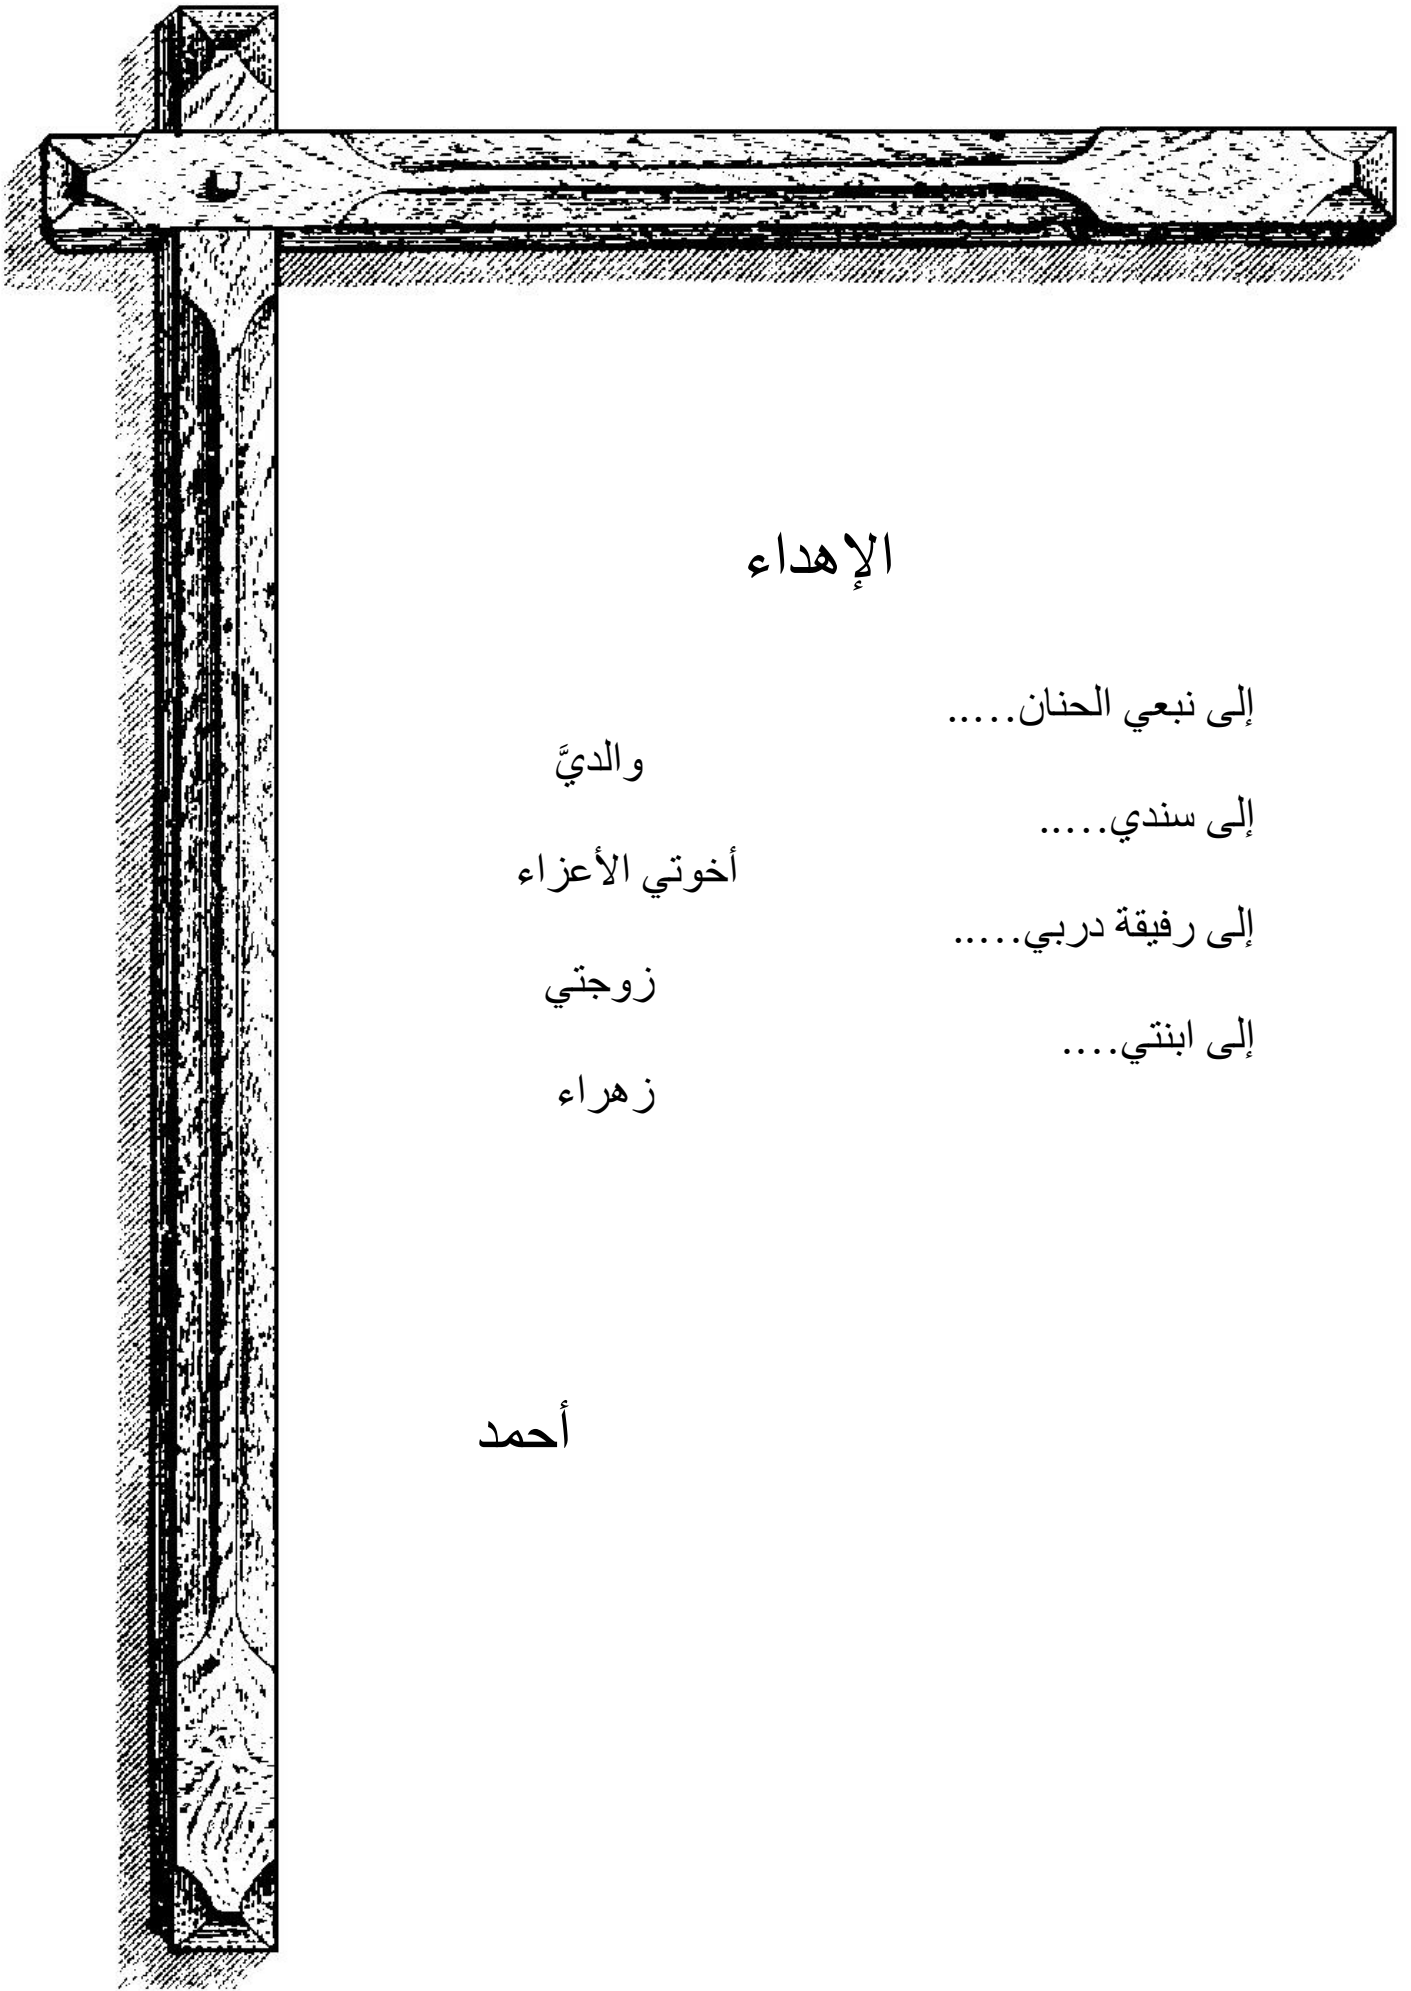 الإهداء
إلى نبعي الحنان.....
والديَّ
إلى سندي.....
أخوتي الأعزاء
إلى رفيقة دربي.....
زوجتي
إلى ابنتي....
زهراء
أحمد